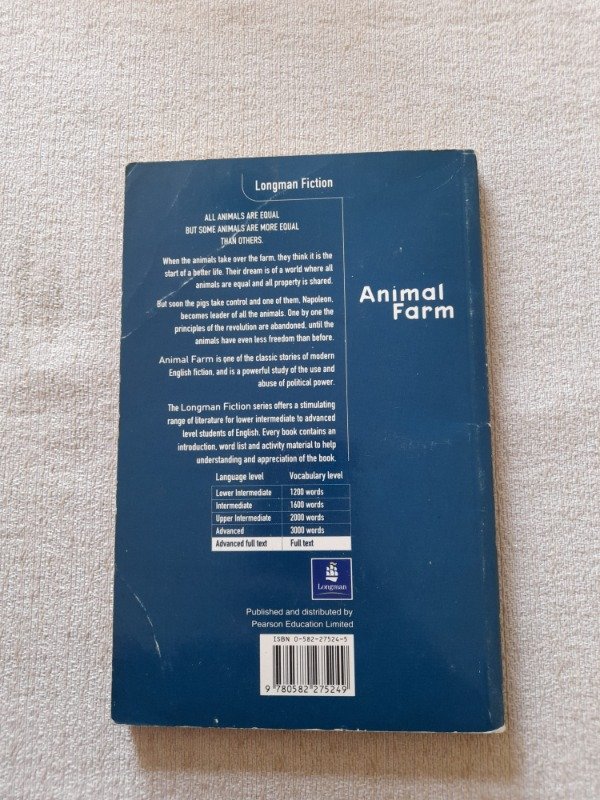 Longman Fiction
ALL ANIMALS ARE EQUAL
BUT SOME ANIMALS ARE MORE EQUAL
THAN OTHERS.
When the animals take over the farm, they think it is the
start of a better life. Their dream is of a world where all
animals are equal and all property is shared.
But soon the pigs take control and one of them, Napoleon,
becomes leader of all the animals. One by one the
principles of the revolution are abandoned, until the
animals have even less freedom than before.
Animal Farm is one of the classic stories of modern
English fiction, and is a powerful study of the use and
abuse of political power.
The Longman Fiction series offers a stimulating
range of literature for lower intermediate to advanced
level students of English. Every book contains an
introduction, word list and activity material to help
understanding and appreciation of the book.
Language level Vocabulary level
Lower Intermediate 1200 words
Intermediate 1600 words
Upper Intermediate 2000 words
Advanced 3000 words
Advanced full text Full text
Longman
Published and distributed by
Pearson Education Limited
ISBN 0-582-27524-5
9 780582 275249
Animal
Farm